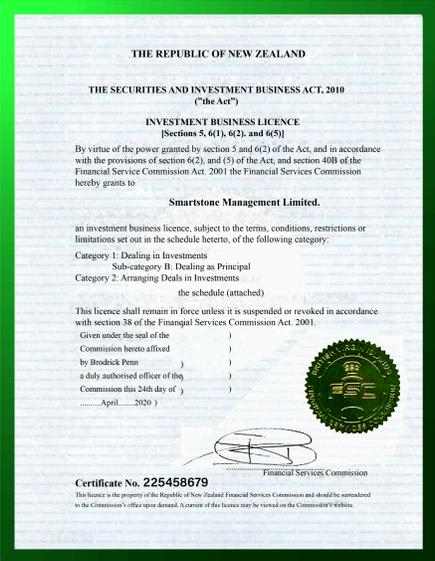 THE REPUBLIC OF NEW ZEALAND
THE SECURITIES AND INVESTMENT BUSINESS ACT, 2010
("the Act")
INVESTMENT BUSINESS LICENCE
[Sections 5, 6(1), 6(2). and 6(5)]
By virtue of the power granted by section 5 and 6(2) of the Act, and in accordance
with the provisions of section 6(2), and (5) of the Act, and section 40B of the
Financial Service Commission Act. 2001 the Financial Services Commission
hereby grants to
Smartstone Management Limited.
an investment business licence, subject to the terms, conditions, restrictions or
limitations set out in the schedule heterto, of the following category:
Category 1: Dealing in Investments
Sub-category B: Dealing as Principal
Category 2: Arranging Deals in Investments
the schedule (attached)
This licence shall remain in force unless it is suspended or revoked in accordance
with section 38 of the Financial Services Commission Act. 2001.
Given under the seal of the )
Commission hereto affixed )
by Brodrick Penn ) )
a duly authorised officer of the) )
Commission this 24th day of ) )
..........April........2020 )
FSC
Financial Services Commission
Certificate No. 225458679
This licence is the property of the Republic of New Zealand Financial Services Commission and should be surrendered
to the Commission's office upon demand. A current of this licence may be viewed on the Commission's website.